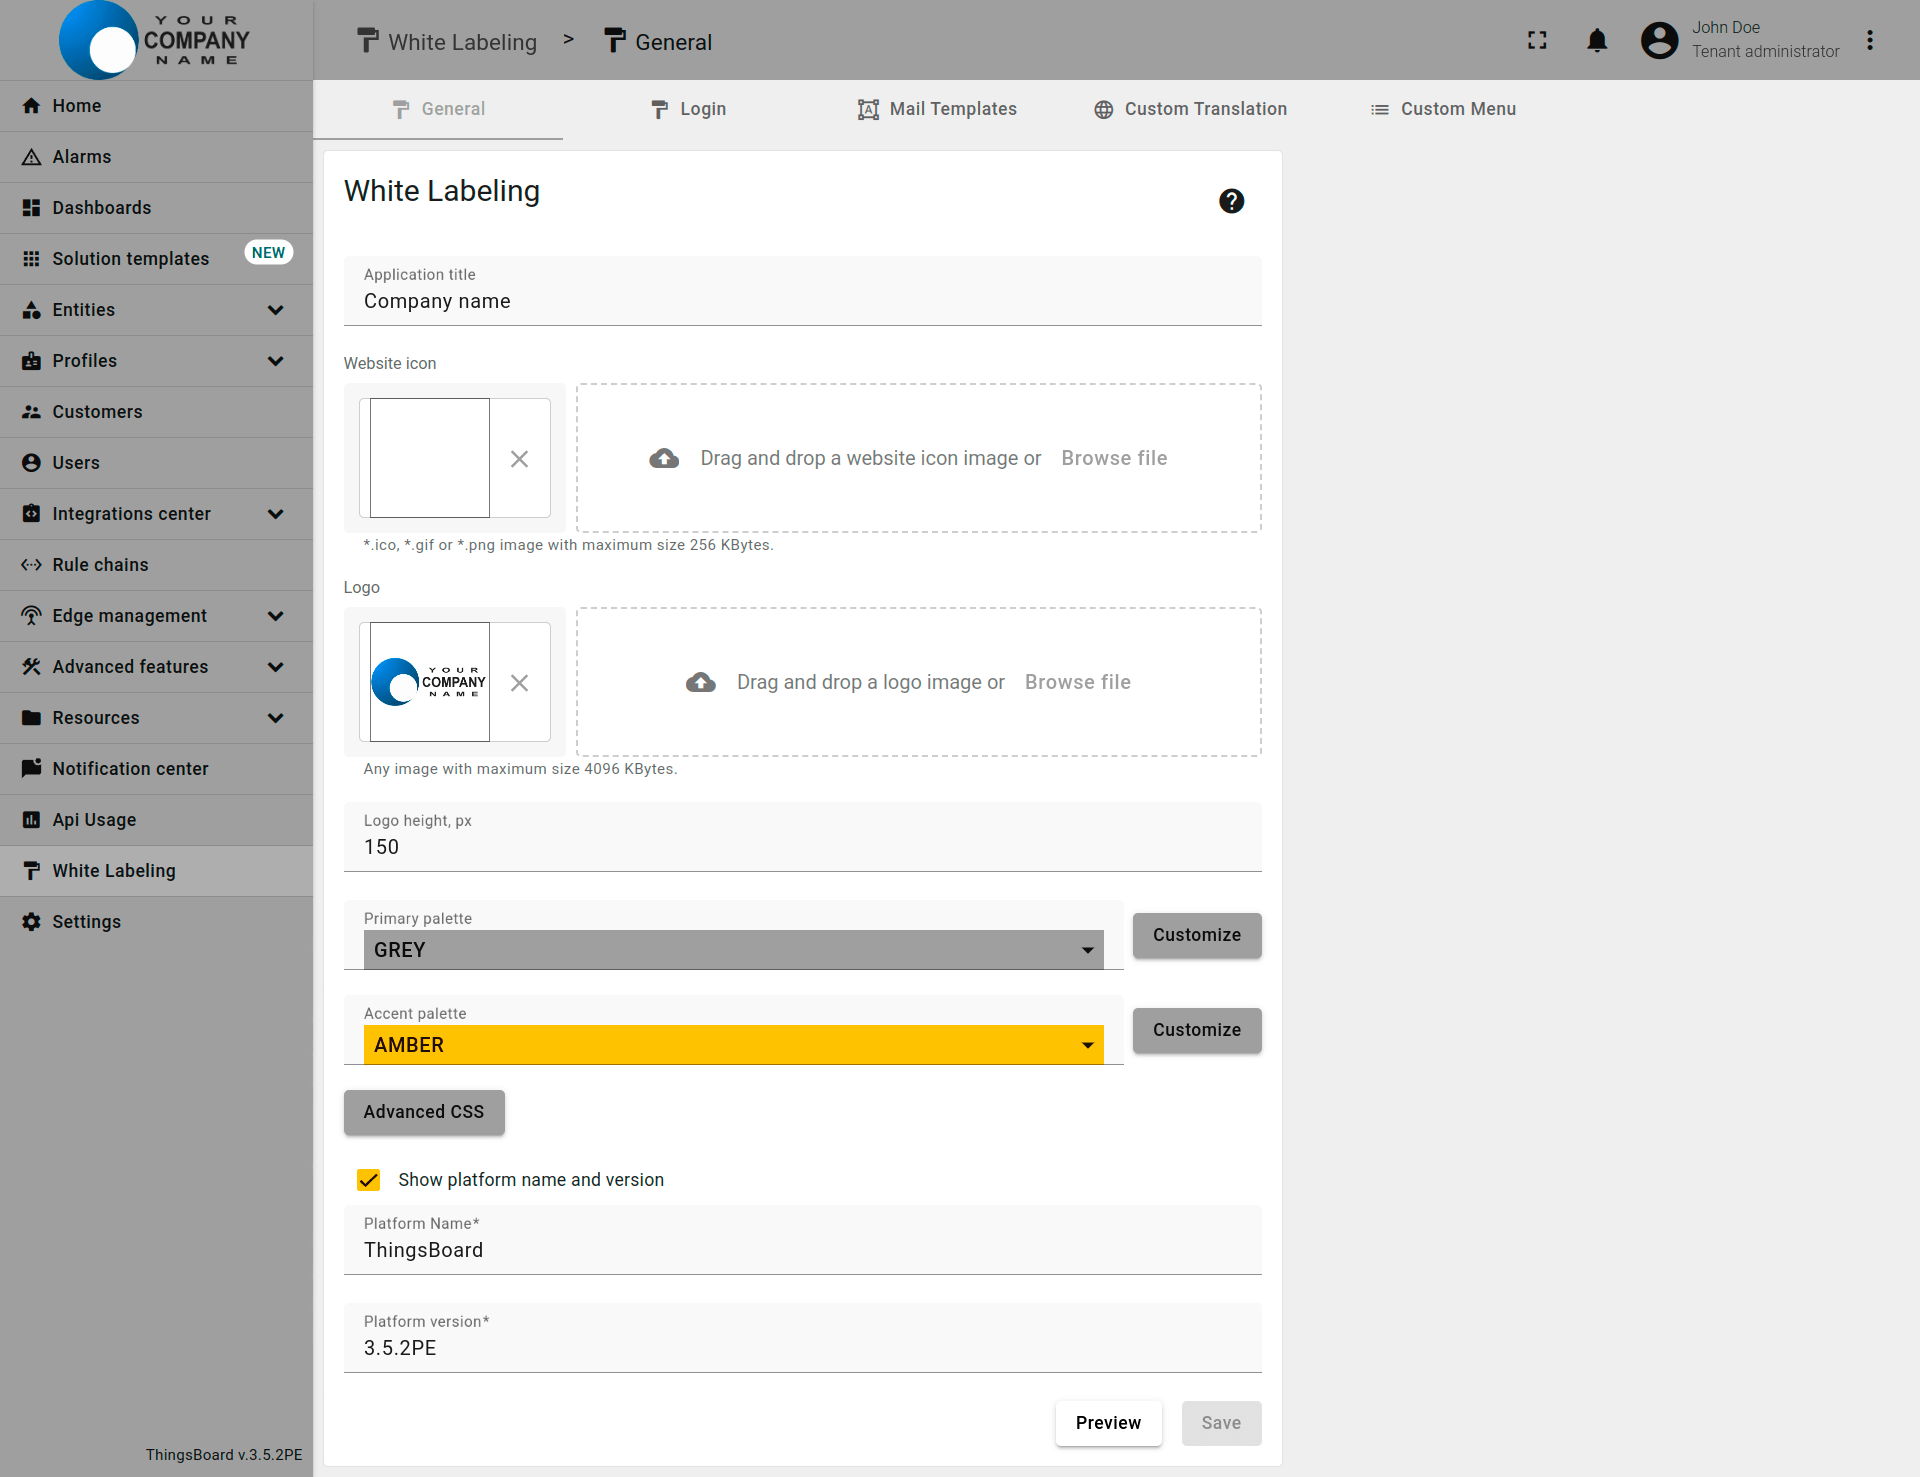 YOUR
COMPANY
NAME
White Labeling > General
John Doe
Tenant administrator
Home
Alarms
Dashboards
Solution templates NEW
Entities
Profiles
Customers
Users
Integrations center
Rule chains
Edge management
Advanced features
Resources
Notification center
Api Usage
White Labeling
Settings
ThingsBoard v.3.5.2PE
General Login Mail Templates Custom Translation Custom Menu
White Labeling
Application title
Company name
Website icon
Drag and drop a website icon image or Browse file
*.ico, *.gif or *.png image with maximum size 256 KBytes.
Logo
YOUR
COMPANY
NAME
Drag and drop a logo image or Browse file
Any image with maximum size 4096 KBytes.
Logo height, px
150
Primary palette
GREY
Customize
Accent palette
AMBER
Customize
Advanced CSS
Show platform name and version
Platform Name*
ThingsBoard
Platform version*
3.5.2PE
Preview Save